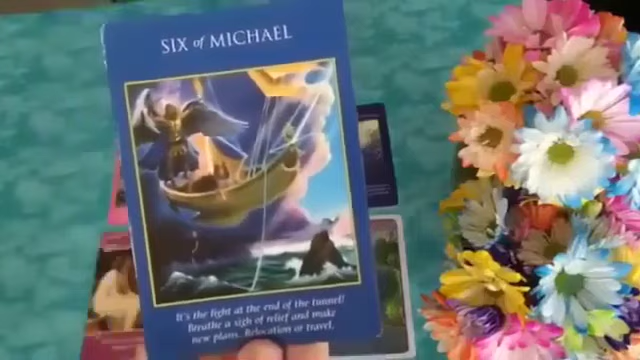 SIX of MICHAEL
It's the light at the end of the tunnel!
Breathe a sigh of relief and make
new plans. Relocation or travel.